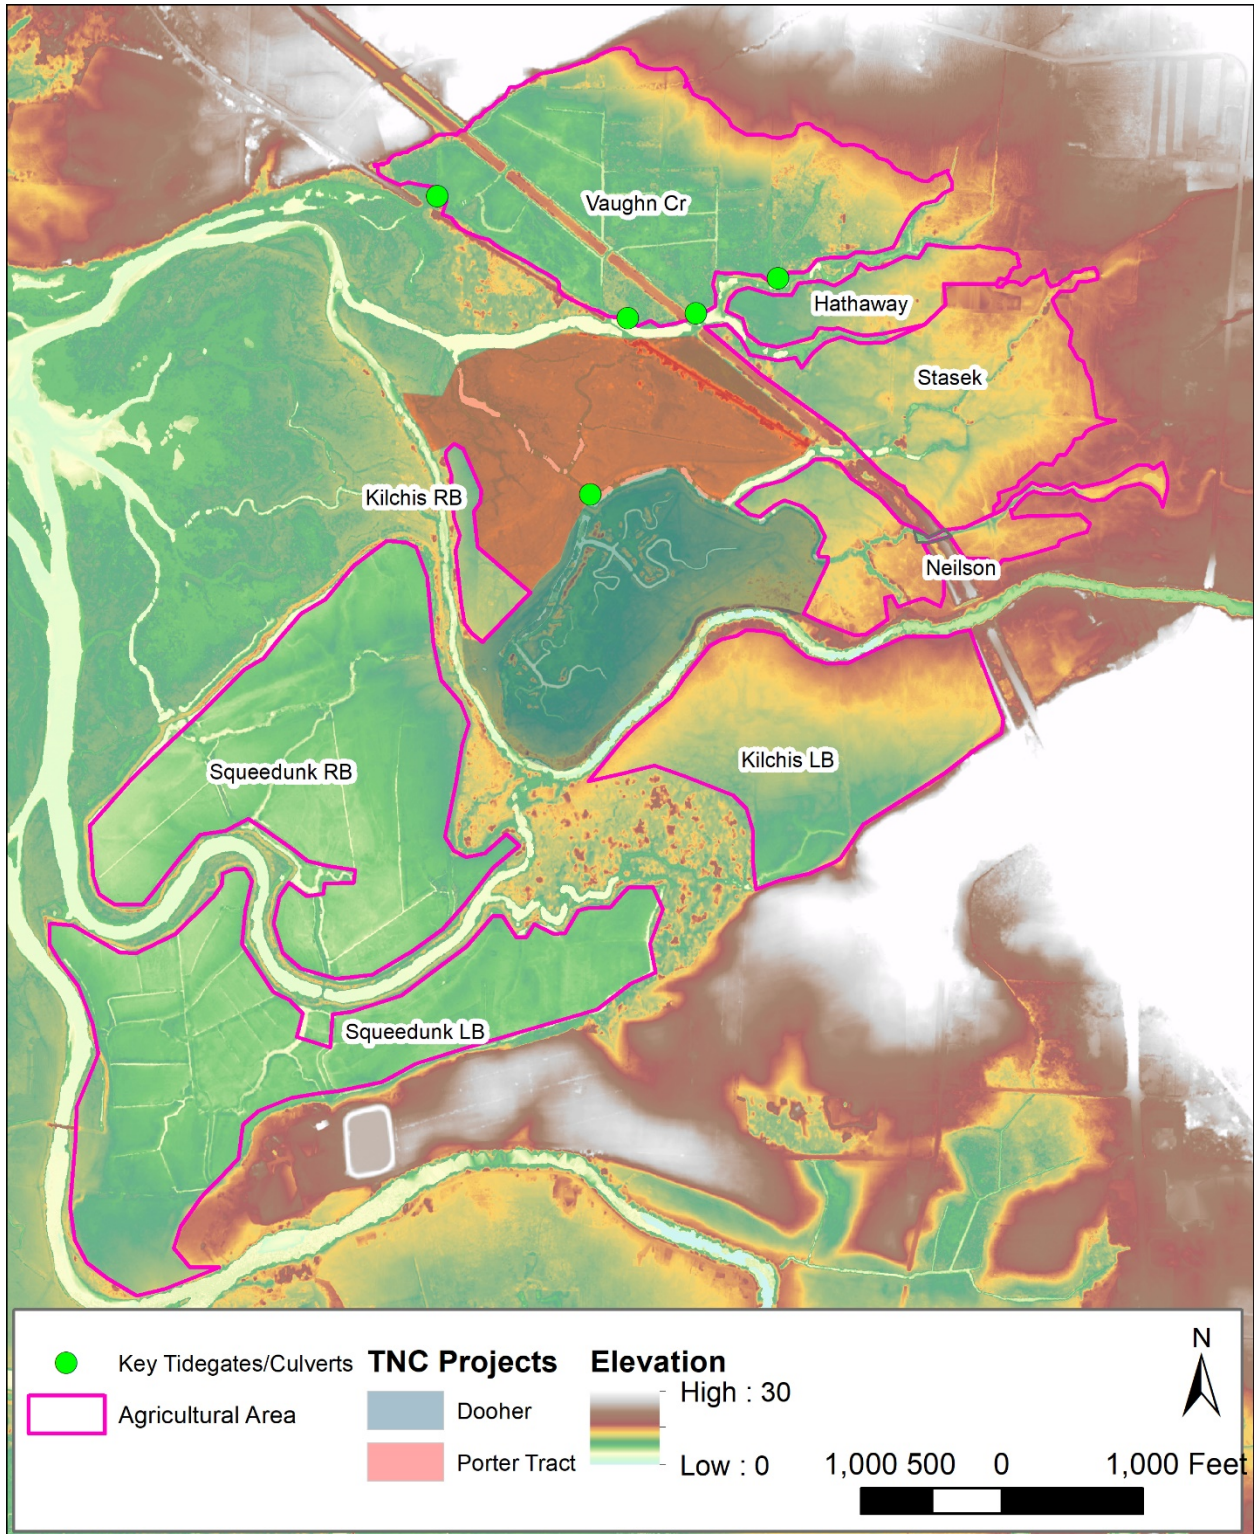 Vaughn Cr
Hathaway
Stasek
Kilchis RB
Neilson
Kilchis LB
Squeedunk RB
Squeedunk LB
Key Tidegates/Culverts
Agricultural Area
TNC Projects
Dooher
Porter Tract
Elevation
High : 30
Low : 0
N
1,000 500 0 1,000 Feet